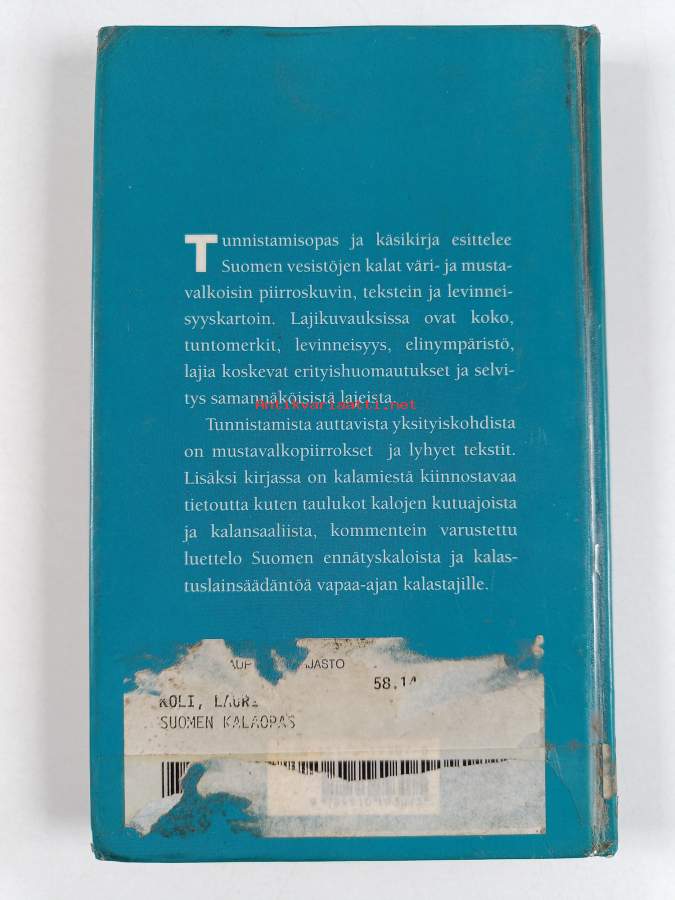 Tunnistamisopas ja käsikirja esittelee
Suomen vesistöjen kalat väri- ja musta-
valkoisin piirroskuvin, tekstein ja levinnei-
syyskartoin. Lajikuvauksissa ovat koko,
tuntomerkit, levinneisyys, elinympäristö,
lajia koskevat erityishuomautukset ja selvi-
tys samannäköisistä lajeista.
Antikvariaatti.net
Tunnistamista auttavista yksityiskohdista
on mustavalkopiirrokset ja lyhyet tekstit.
Lisäksi kirjassa on kalamiestä kiinnostavaa
tietoutta kuten taulukot kalojen kutuajoista
ja kalansaaliista, kommentein varustettu
luettelo Suomen ennätyskaloista ja kalas-
tuslainsäädäntöä vapaa-ajan kalastajille.
58.14
KOLI, LAURI
SUOMEN KALAOPAS